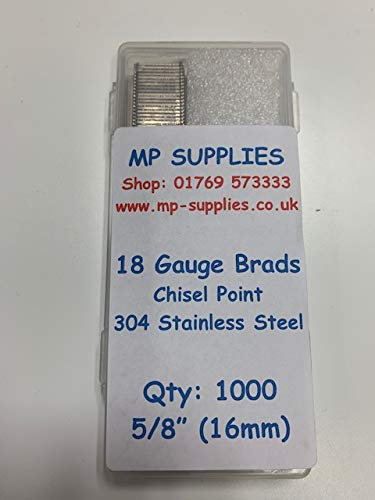 MP SUPPLIES
Shop: 01769 573333
www.mp-supplies.co.uk
18 Gauge Brads
Chisel Point
304 Stainless Steel
Qty: 1000
5/8” (16mm)